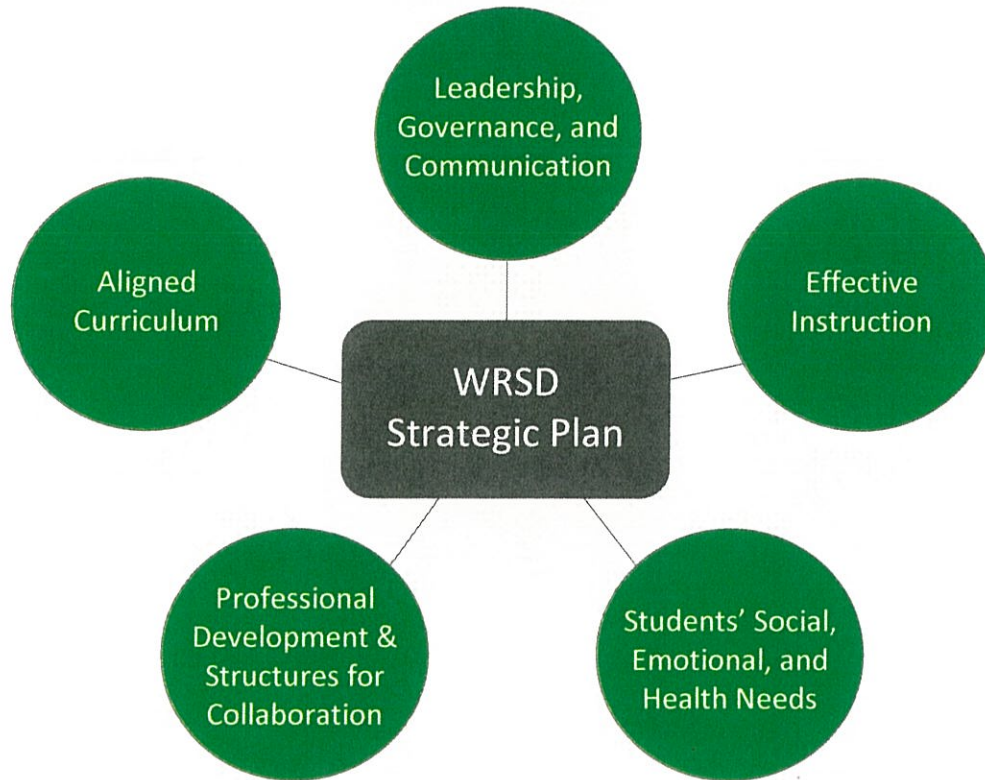 Leadership,
Governance, and
Communication
Aligned
Curriculum
Effective
Instruction
WRSD
Strategic Plan
Professional
Development &
Structures for
Collaboration
Students’ Social,
Emotional, and
Health Needs